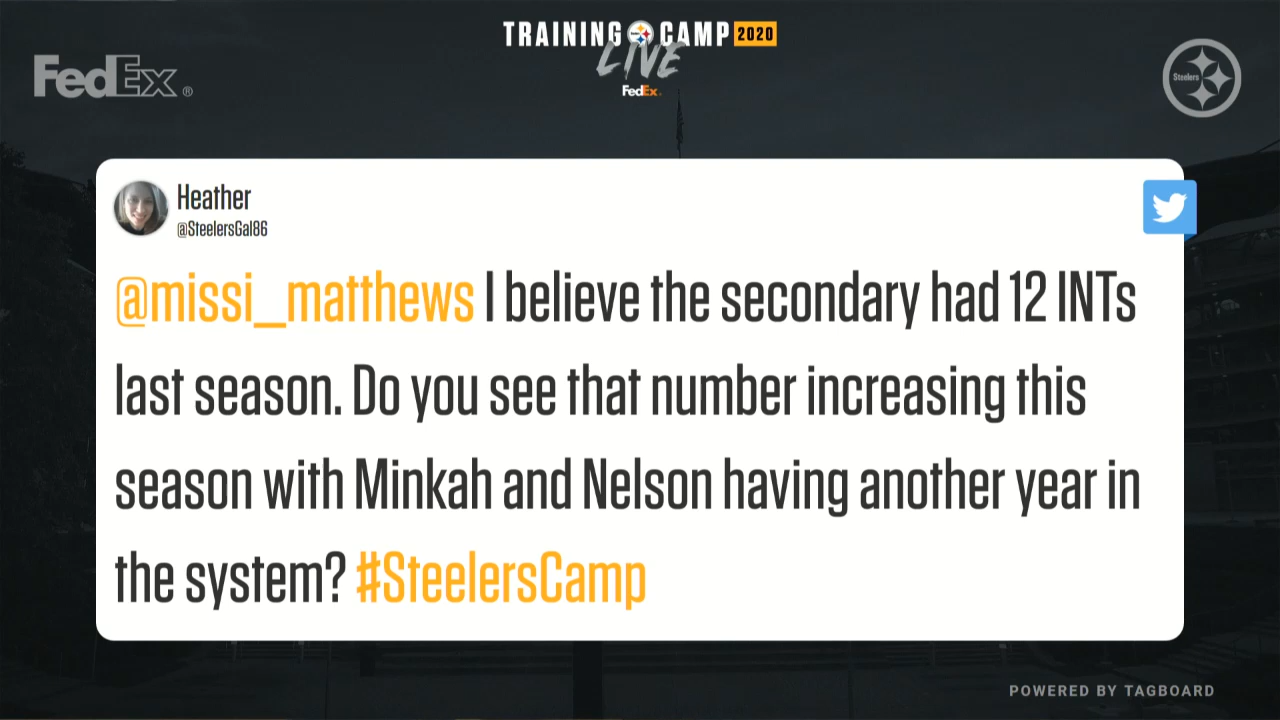 TRAINING CAMP 2020
LIVE
FedEx.
FedEx®
Steelers
Heather
@SteelersGal86
@missi_matthews I believe the secondary had 12 INTs
last season. Do you see that number increasing this
season with Minkah and Nelson having another year in
the system? #SteelersCamp
POWERED BY TAGBOARD